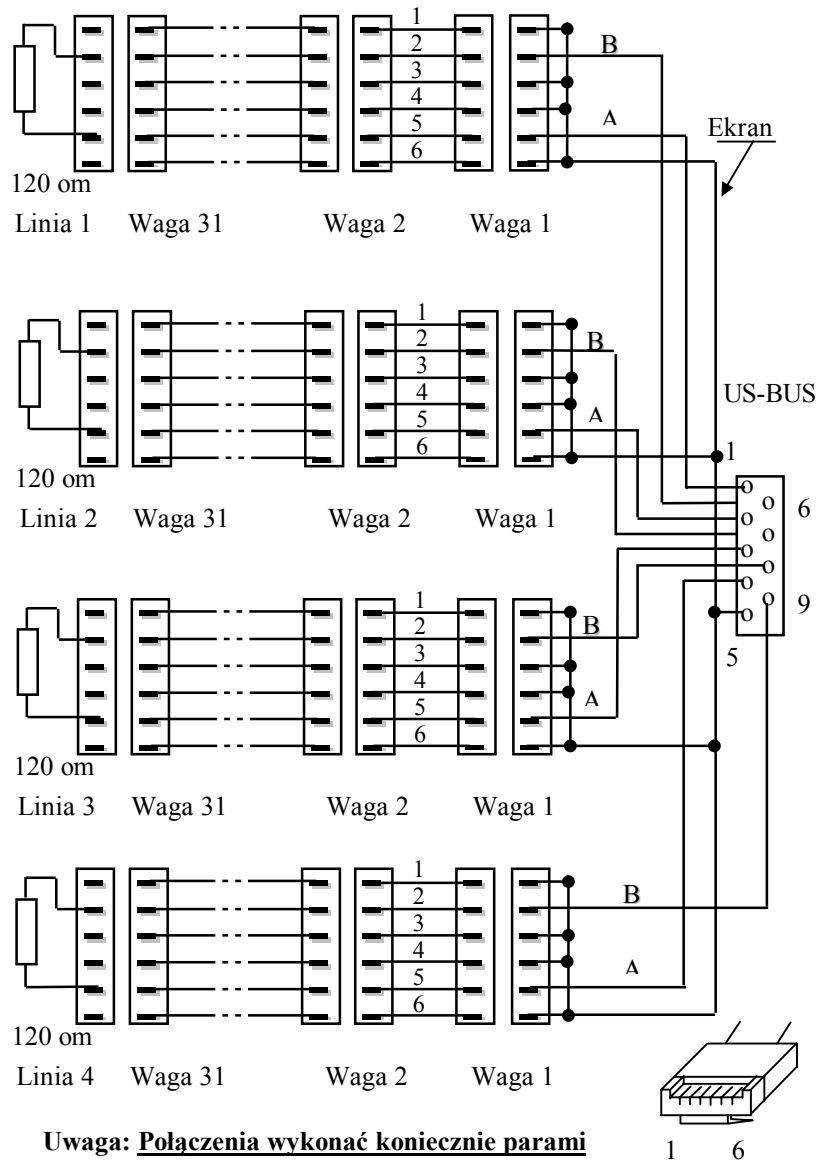 1
2
3
4
5
6
B
A
Ekran
120 om
Linia 1 Waga 31 Waga 2 Waga 1
1
2
3
4
5
6
B
A
US-BUS
1
6
120 om
Linia 2 Waga 31 Waga 2 Waga 1
1
2
3
4
5
6
B
A
9
5
120 om
Linia 3 Waga 31 Waga 2 Waga 1
1
2
3
4
5
6
B
A
120 om
Linia 4 Waga 31 Waga 2 Waga 1
Uwaga: Połączenia wykonać koniecznie parami
1 6